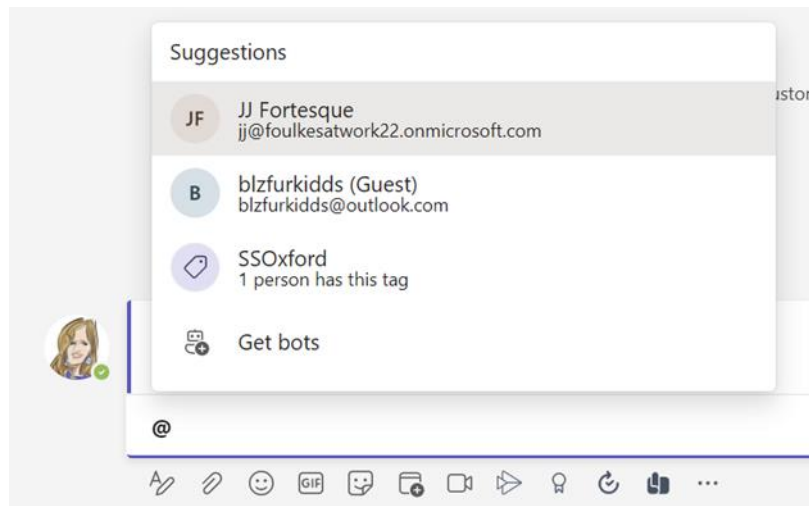 Suggestions
JF
JJ Fortesque
jj@foulkesatwork22.onmicrosoft.com
B
blzfurkidds (Guest)
blzfurkidds@outlook.com
SSOxford
1 person has this tag
Get bots
@
GIF